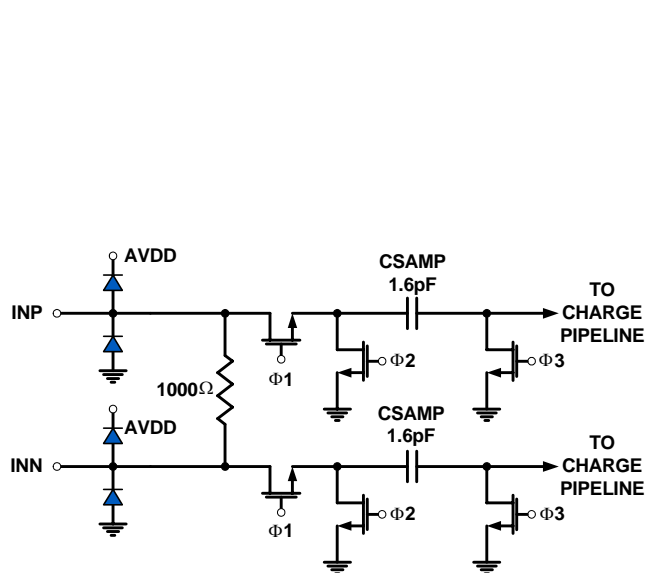 AVDD
CSAMP
1.6pF
INP
TO
CHARGE
PIPELINE
Φ1
Φ2
Φ3
1000Ω
AVDD
CSAMP
1.6pF
INN
TO
CHARGE
PIPELINE
Φ1
Φ2
Φ3